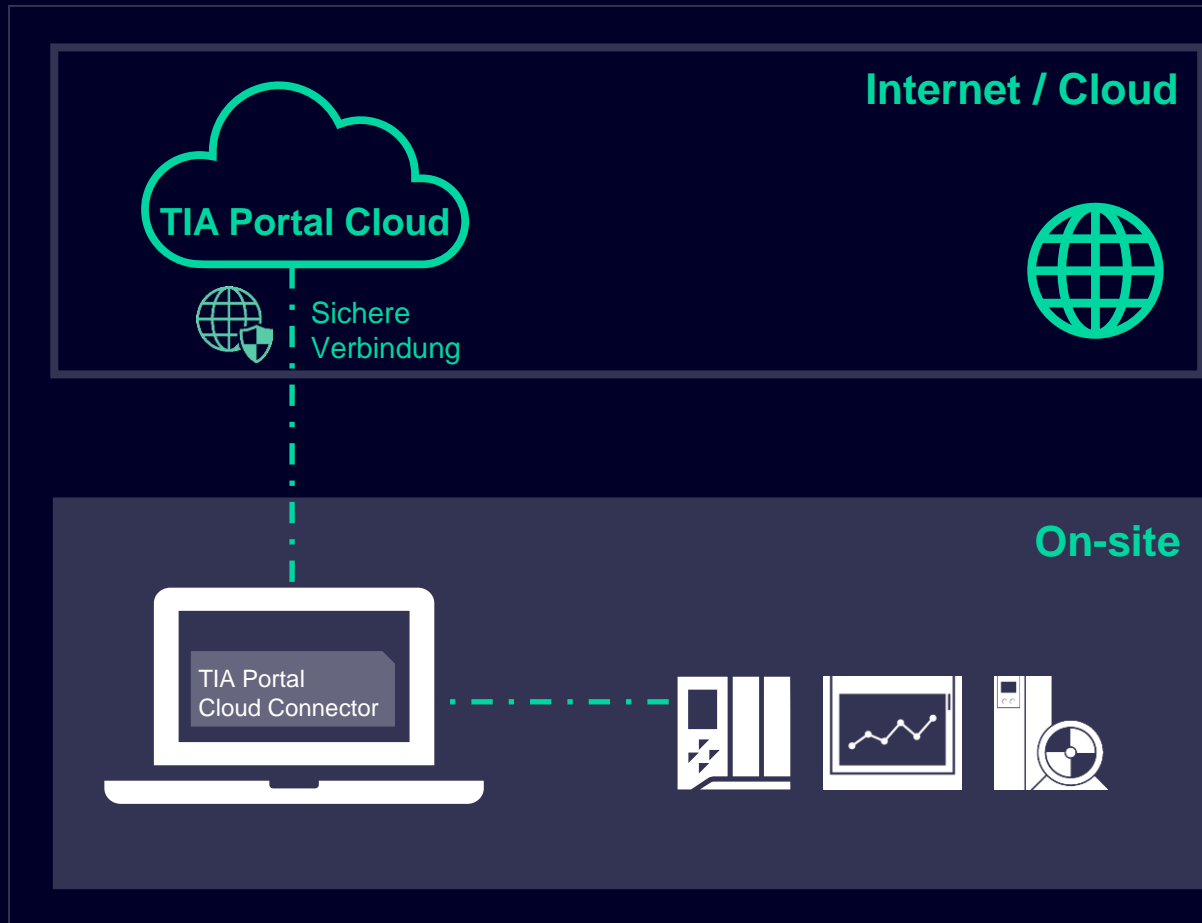 Internet / Cloud
TIA Portal Cloud
Sichere
Verbindung
On-site
TIA Portal
Cloud Connector